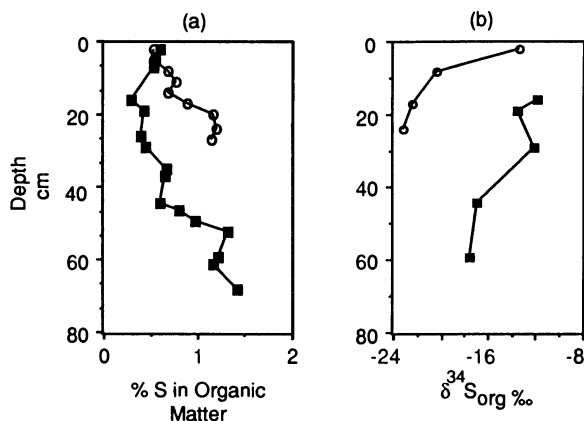 (a)
(b)
0
20
40
60
80
Depth
cm
0
1
2
% S in Organic
Matter
0
20
40
60
80
-24
-16
-8
δ³⁴Sorg ‰